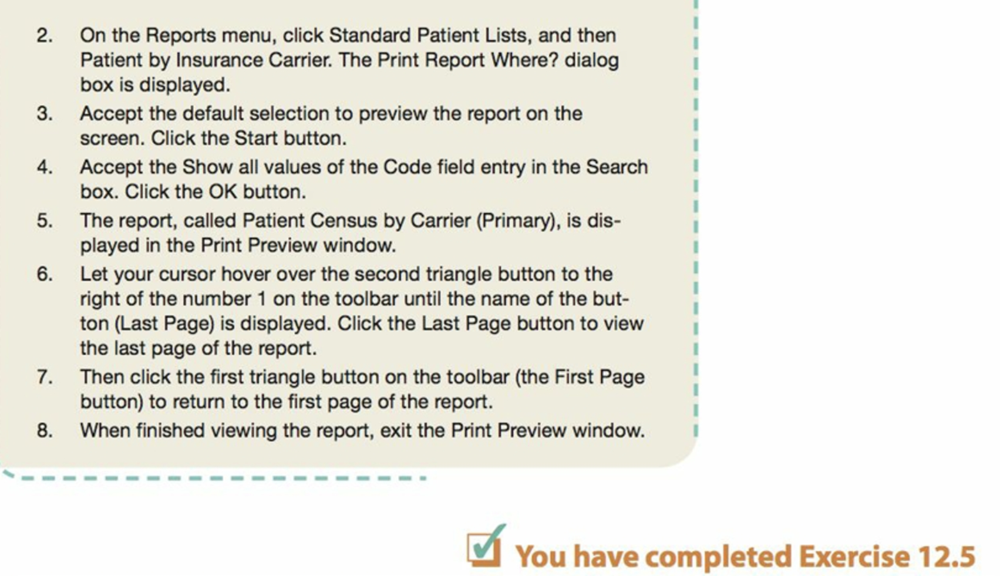 2. On the Reports menu, click Standard Patient Lists, and then
Patient by Insurance Carrier. The Print Report Where? dialog
box is displayed.
3. Accept the default selection to preview the report on the
screen. Click the Start button.
4. Accept the Show all values of the Code field entry in the Search
box. Click the OK button.
5. The report, called Patient Census by Carrier (Primary), is dis-
played in the Print Preview window.
6. Let your cursor hover over the second triangle button to the
right of the number 1 on the toolbar until the name of the but-
ton (Last Page) is displayed. Click the Last Page button to view
the last page of the report.
7. Then click the first triangle button on the toolbar (the First Page
button) to return to the first page of the report.
8. When finished viewing the report, exit the Print Preview window.
You have completed Exercise 12.5